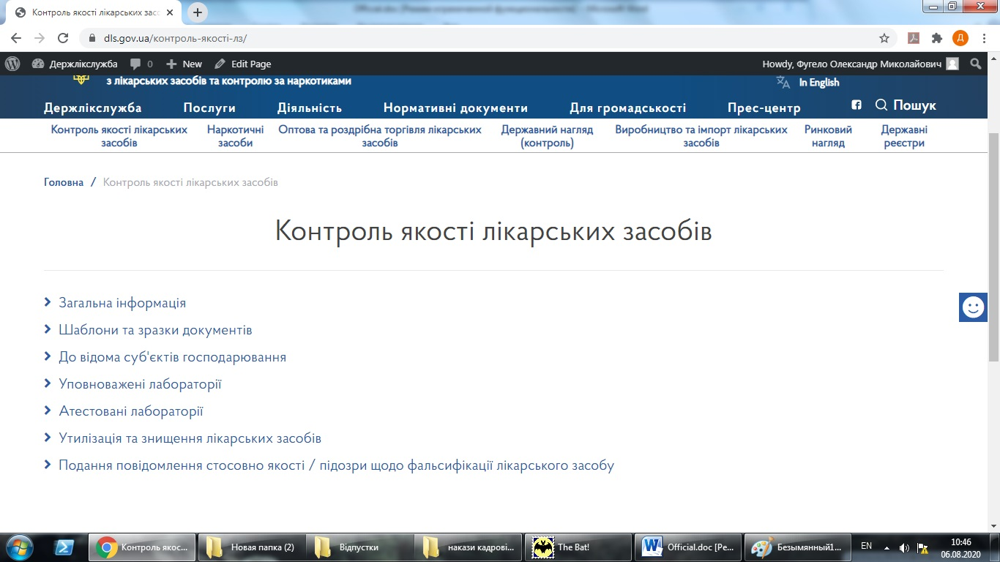 Контроль якості лікарських засо
dls.gov.ua/контроль-якості-лз/
Д
Держлікслужба 0 New Edit Page Howdy, Фугело Олександр Миколайович
з лікарських засобів та контролю за наркотиками In English
Держлікслужба Послуги Діяльність Нормативні документи Для громадськості Прес-центр Пошук
Контроль якості лікарських Наркотичні Оптова та роздрібна торгівля лікарських Державний нагляд Виробництво та імпорт лікарських Ринковий Державні
засобів засоби засобів (контроль) засобів нагляд реєстри
Головна / Контроль якості лікарських засобів
Контроль якості лікарських засобів
Загальна інформація
Шаблони та зразки документів
До відома суб'єктів господарювання
Уповноважені лабораторії
Атестовані лабораторії
Утилізація та знищення лікарських засобів
Подання повідомлення стосовно якості / підозри щодо фальсифікації лікарського засобу
Контроль якос... Новая папка (2) Відпустки накази кадрові... The Bat! Official.doc [Ре... Безымянный1... EN 10:46
06.08.2020